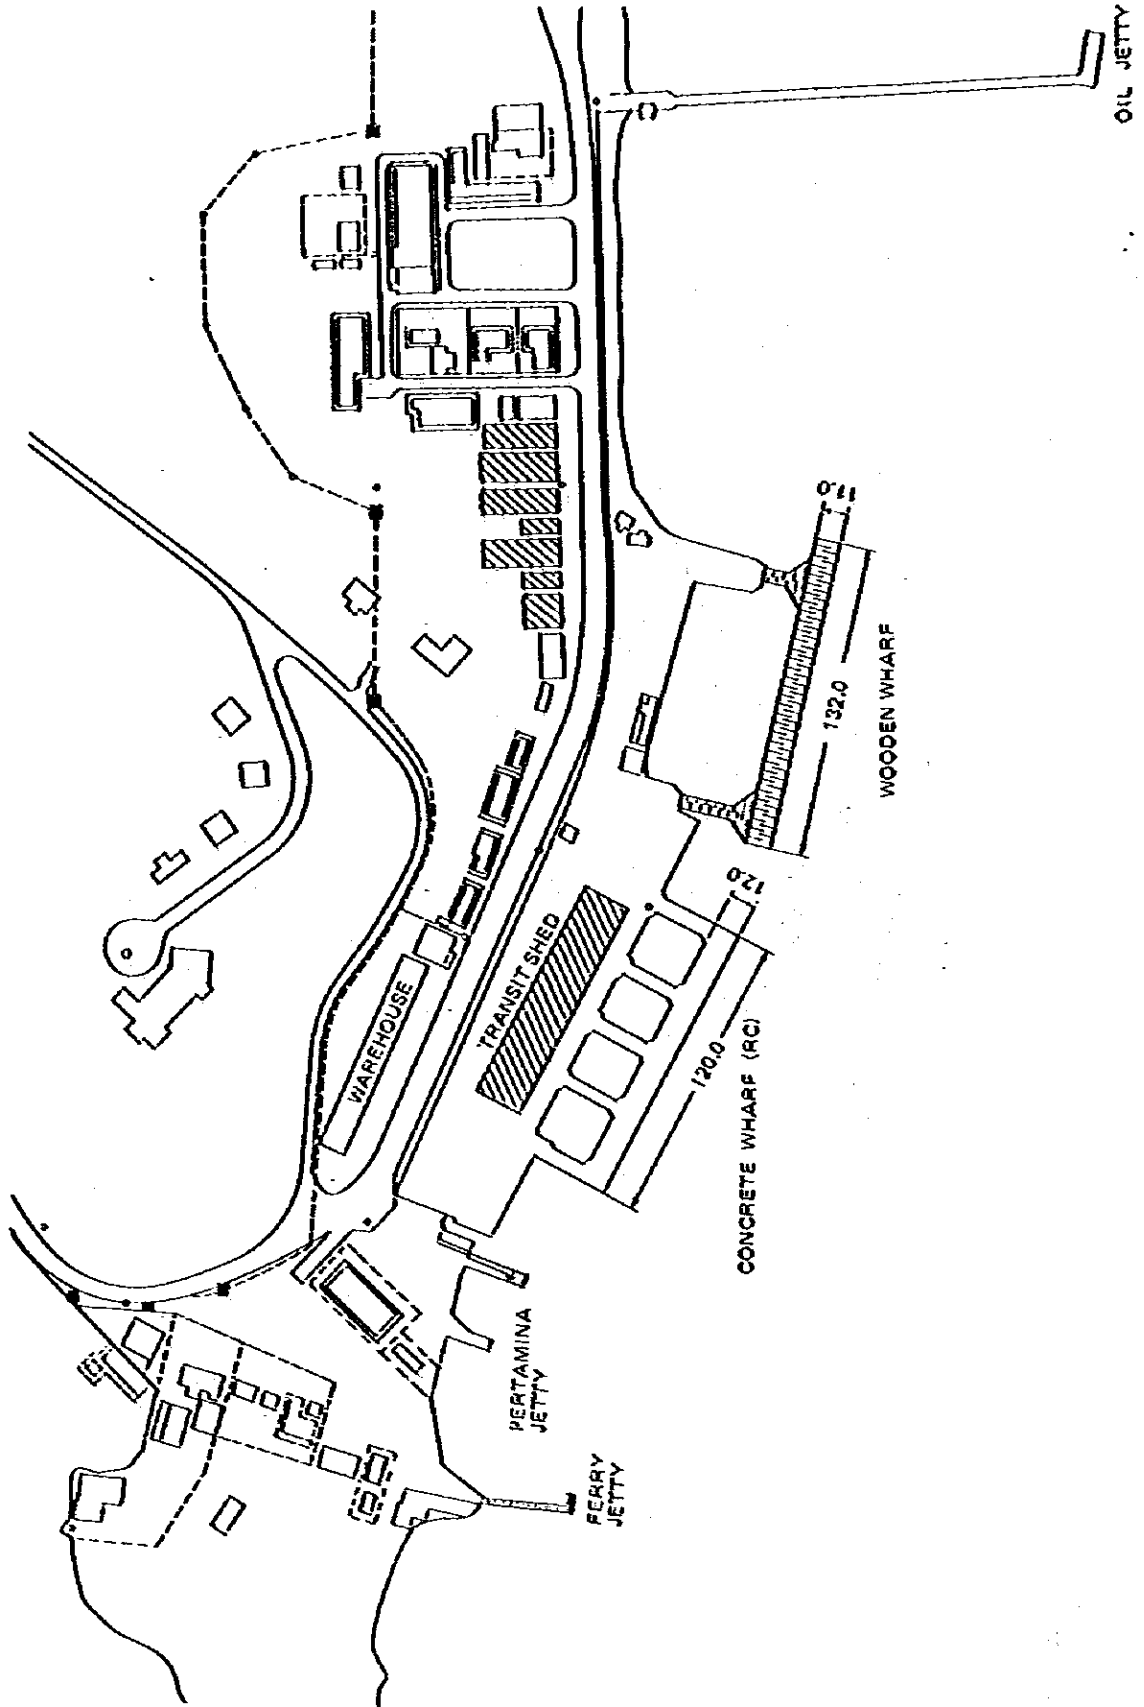 FERRY
JETTY
PERTAMINA
JETTY
WAREHOUSE
TRANSIT SHED
120.0
12.0
CONCRETE WHARF (RC)
132.0
11.0
WOODEN WHARF
OIL JETTY